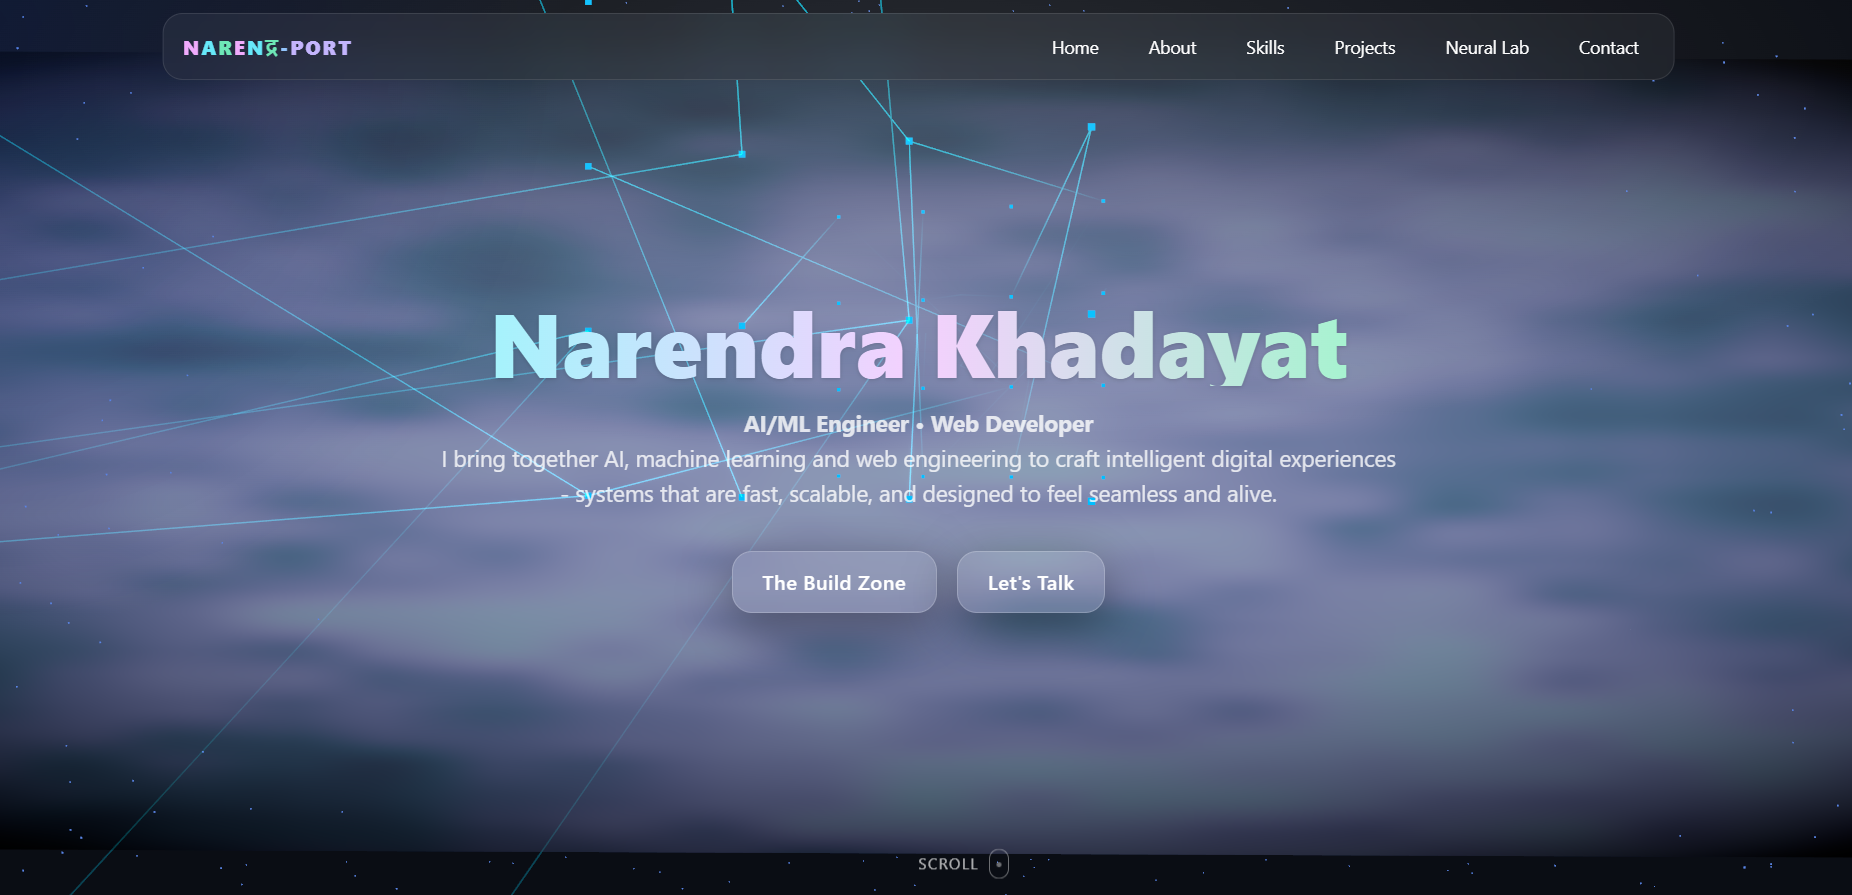 NARENद्र-PORT
Home About Skills Projects Neural Lab Contact
Narendra Khadayat
AI/ML Engineer • Web Developer
I bring together AI, machine learning and web engineering to craft intelligent digital experiences
- systems that are fast, scalable, and designed to feel seamless and alive.
The Build Zone Let's Talk
SCROLL